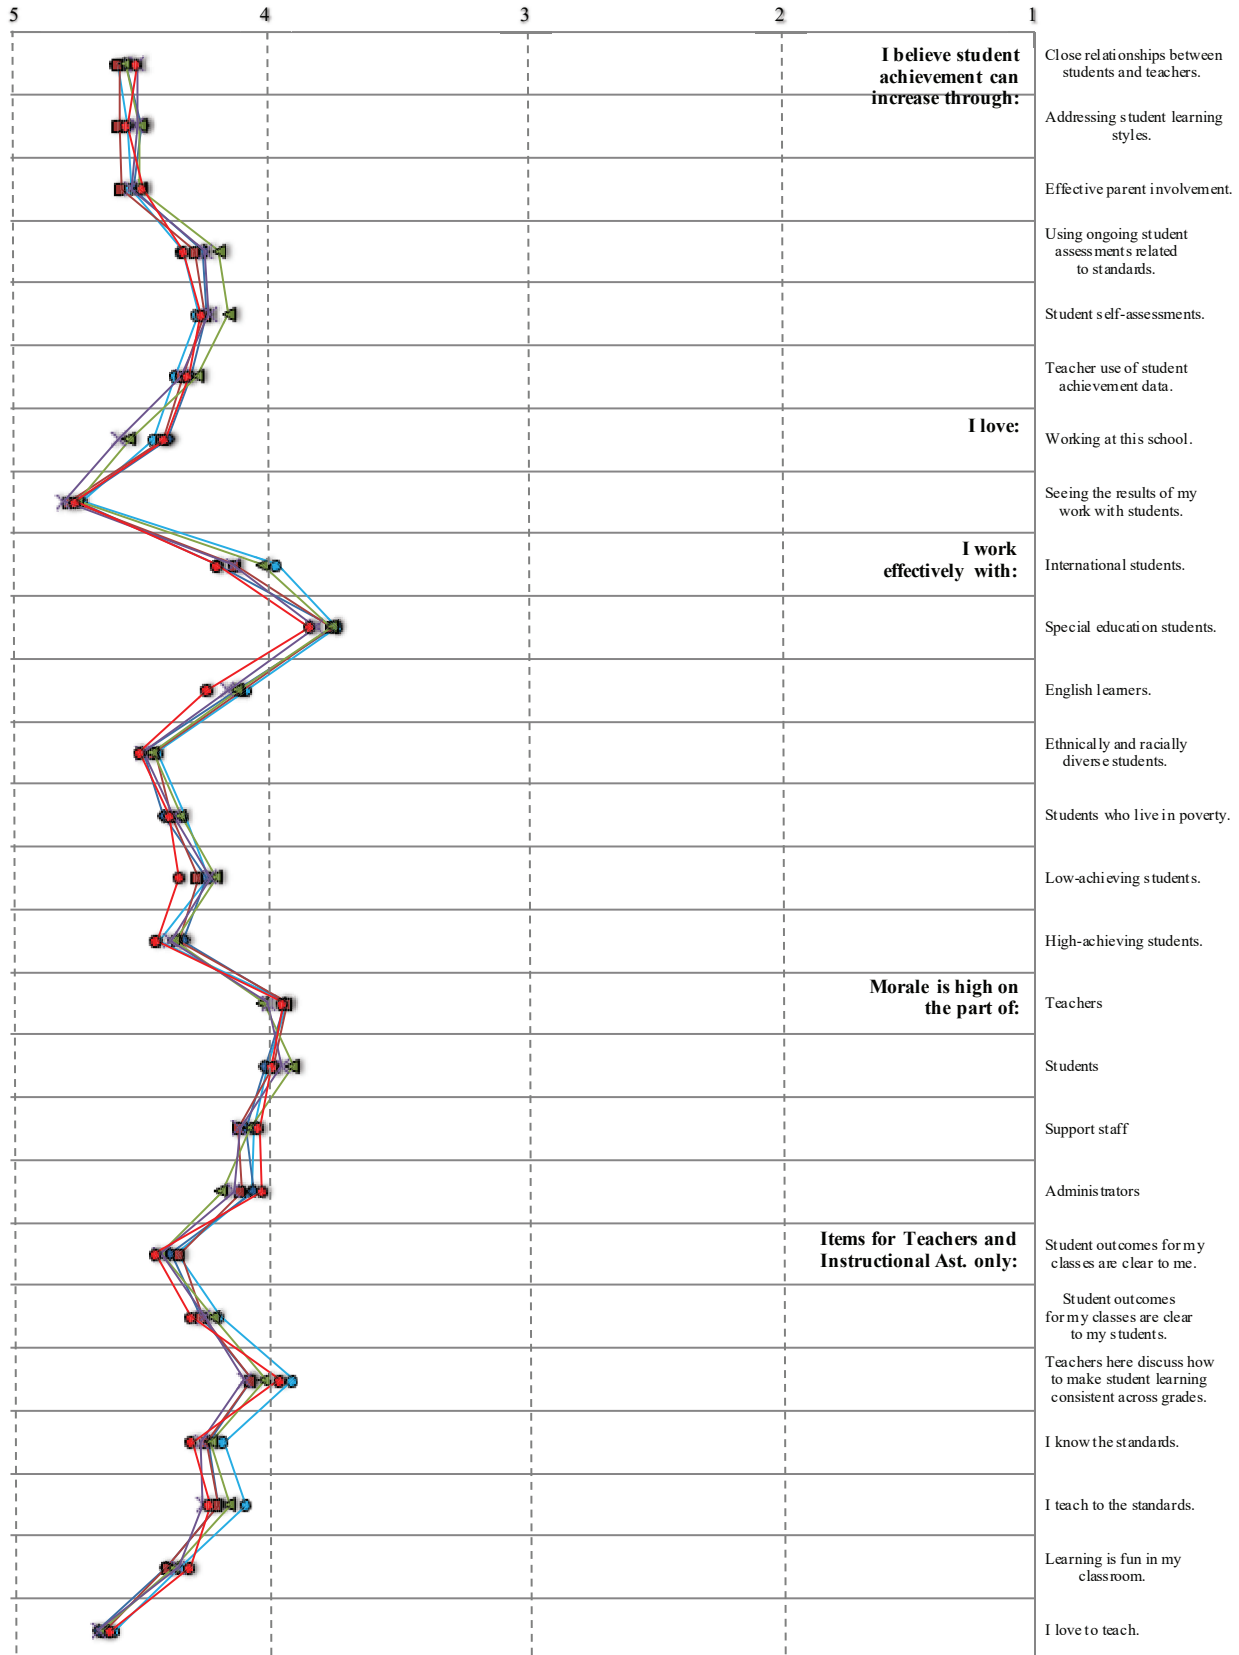 5 4 3 2 1
I believe student
achievement can
increase through:
Close relationships between
students and teachers.
Addressing student learning
styles.
Effective parent involvement.
Using ongoing student
assessments related
to standards.
Student self-assessments.
Teacher use of student
achievement data.
I love:
Working at this school.
Seeing the results of my
work with students.
I work
effectively with:
International students.
Special education students.
English learners.
Ethnically and racially
diverse students.
Students who live in poverty.
Low-achieving students.
High-achieving students.
Morale is high on
the part of:
Teachers
Students
Support staff
Administrators
Items for Teachers and
Instructional Ast. only:
Student outcomes for my
classes are clear to me.
Student outcomes
for my classes are clear
to my students.
Teachers here discuss how
to make student learning
consistent across grades.
I know the standards.
I teach to the standards.
Learning is fun in my
classroom.
I love to teach.